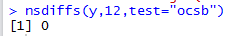 > nsdiffs(y,12,test="ocsb")
[1] 0